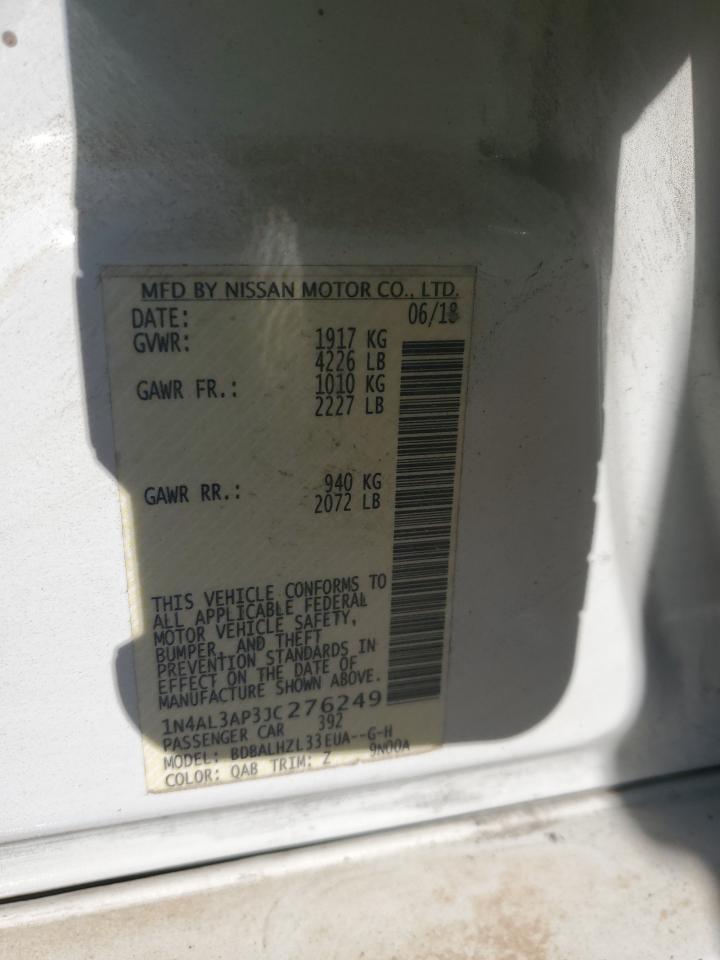 MFD BY NISSAN MOTOR CO., LTD.
DATE: 06/18
GVWR: 1917 KG
4226 LB
GAWR FR.: 1010 KG
2227 LB
GAWR RR.: 940 KG
2072 LB
THIS VEHICLE CONFORMS TO
ALL APPLICABLE FEDERAL
MOTOR VEHICLE SAFETY,
BUMPER, AND THEFT
PREVENTION STANDARDS IN
EFFECT ON THE DATE OF
MANUFACTURE SHOWN ABOVE.
1N4AL3AP3JC276249
PASSENGER CAR 392
MODEL: BDBALHZL33EUA--G-H
COLOR: QAB TRIM: Z 9N00A